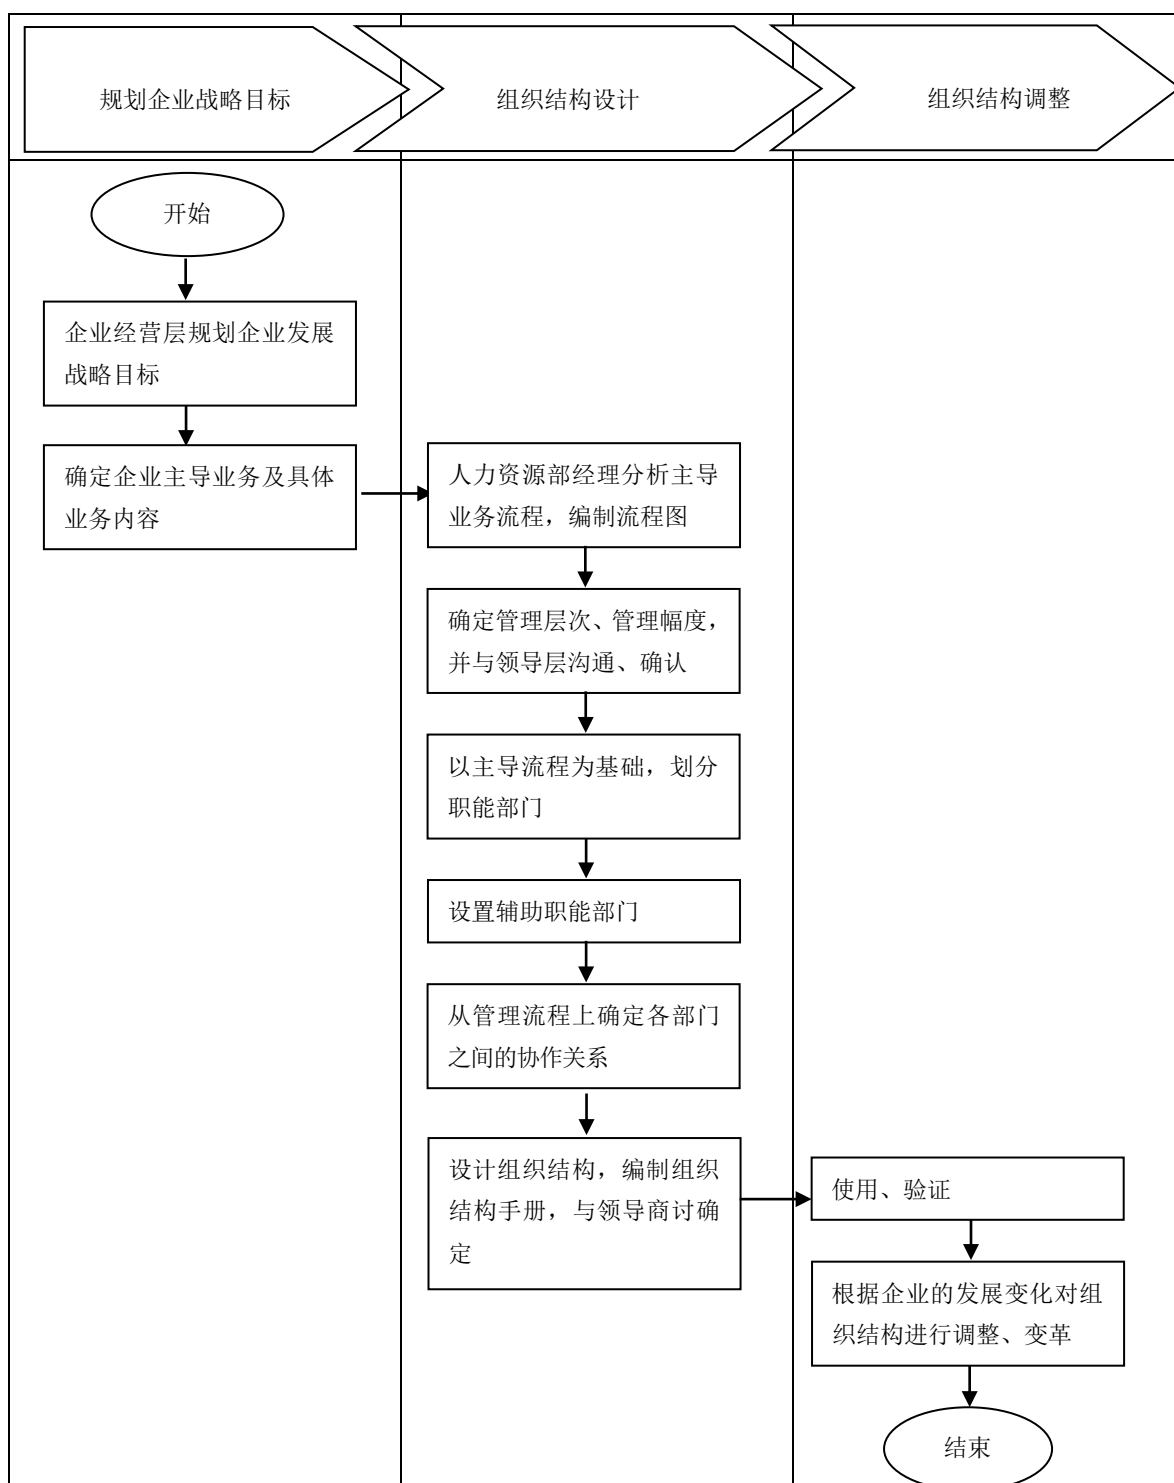 规划企业战略目标
组织结构设计
组织结构调整
开始
企业经营层规划企业发展
战略目标
确定企业主导业务及具体
业务内容
人力资源部经理分析主导
业务流程，编制流程图
确定管理层次、管理幅度，
并与领导层沟通、确认
以主导流程为基础，划分
职能部门
设置辅助职能部门
从管理流程上确定各部门
之间的协作关系
设计组织结构，编制组织
结构手册，与领导商讨确
定
使用、验证
根据企业的发展变化对组
织结构进行调整、变革
结束